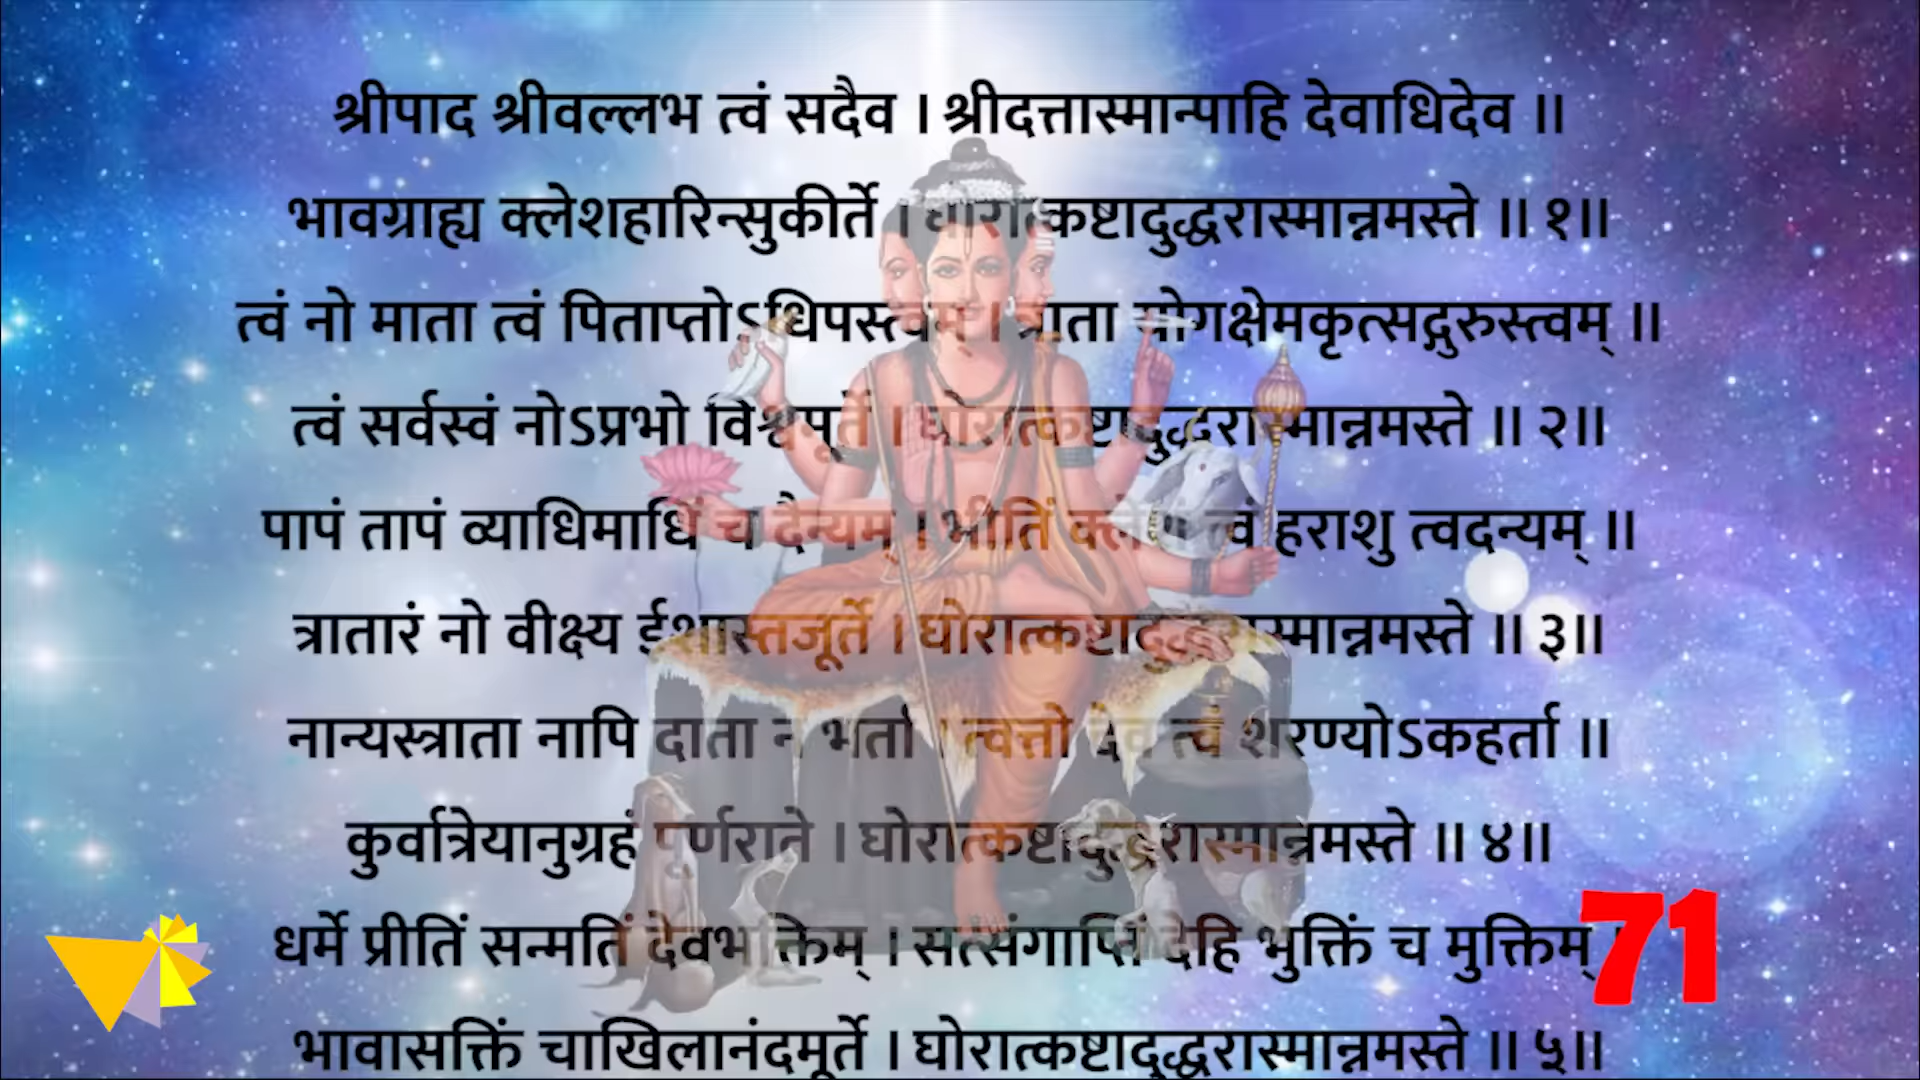 श्रीपाद श्रीवल्लभ त्वं सदैव । श्रीदत्तास्मान्पाहि देवाधिदेव ॥
भावग्राह्य क्लेशहारिन्सुकीर्ते । घोरात्कष्टादुद्धरास्मान्नमस्ते ॥ १॥
त्वं नो माता त्वं पिताप्तोऽधिपस्त्वम् । त्राता योगक्षेमकृत्सद्गुरुस्त्वम् ॥
त्वं सर्वस्वं नोऽप्रभो विश्वमूर्ते । घोरात्कष्टादुद्धरास्मान्नमस्ते ॥ २॥
पापं तापं व्याधिमाधिं च दैन्यम् । भीतिं क्लेशं त्वं हराशु त्वदन्यम् ॥
त्रातारं नो वीक्ष्य ईशास्तजूर्ते । घोरात्कष्टादुद्धरास्मान्नमस्ते ॥ ३॥
नान्यस्त्राता नापि दाता न भर्ता । त्वत्तो देव त्वं शरण्योऽकहर्ता ॥
कुर्वात्रेयानुग्रहं पूर्णराते । घोरात्कष्टादुद्धरास्मान्नमस्ते ॥ ४॥
धर्मे प्रीतिं सन्मतिं देवभक्तिम् । सत्संगाप्तिं देहि भुक्तिं च मुक्तिम्
71
भावासक्तिं चाखिलानंदमूर्ते । घोरात्कष्टादुद्धरास्मान्नमस्ते ॥ ५॥